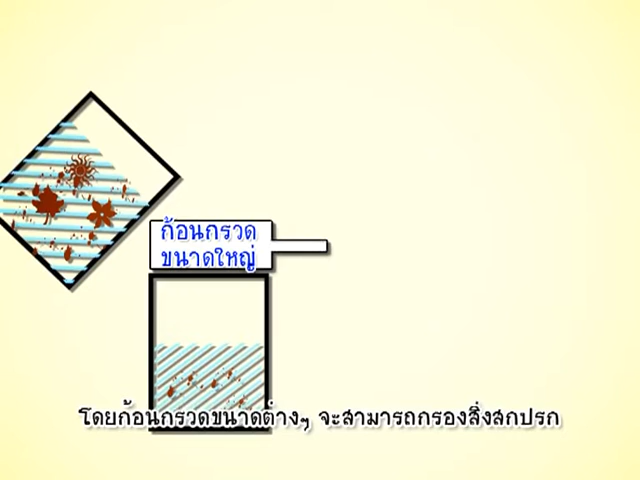 ก้อนกรวด
ขนาดใหญ่
โดยก้อนกรวดขนาดต่างๆ จะสามารถกรองสิ่งสกปรก